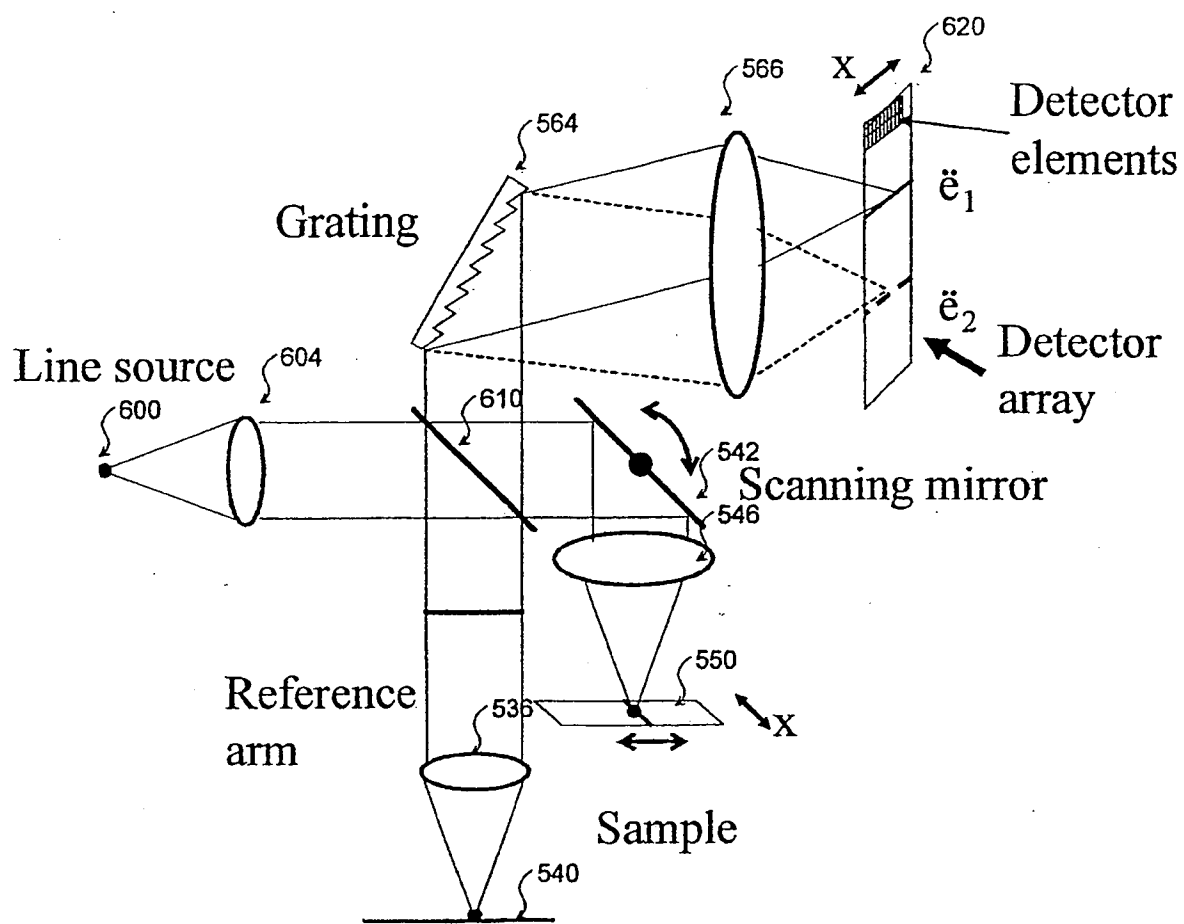 620
566
X
Detector
elements
564
ë1
Grating
ë2
604
Line source
Detector
array
600
610
542
Scanning mirror
546
550
Reference
arm
X
536
Sample
540